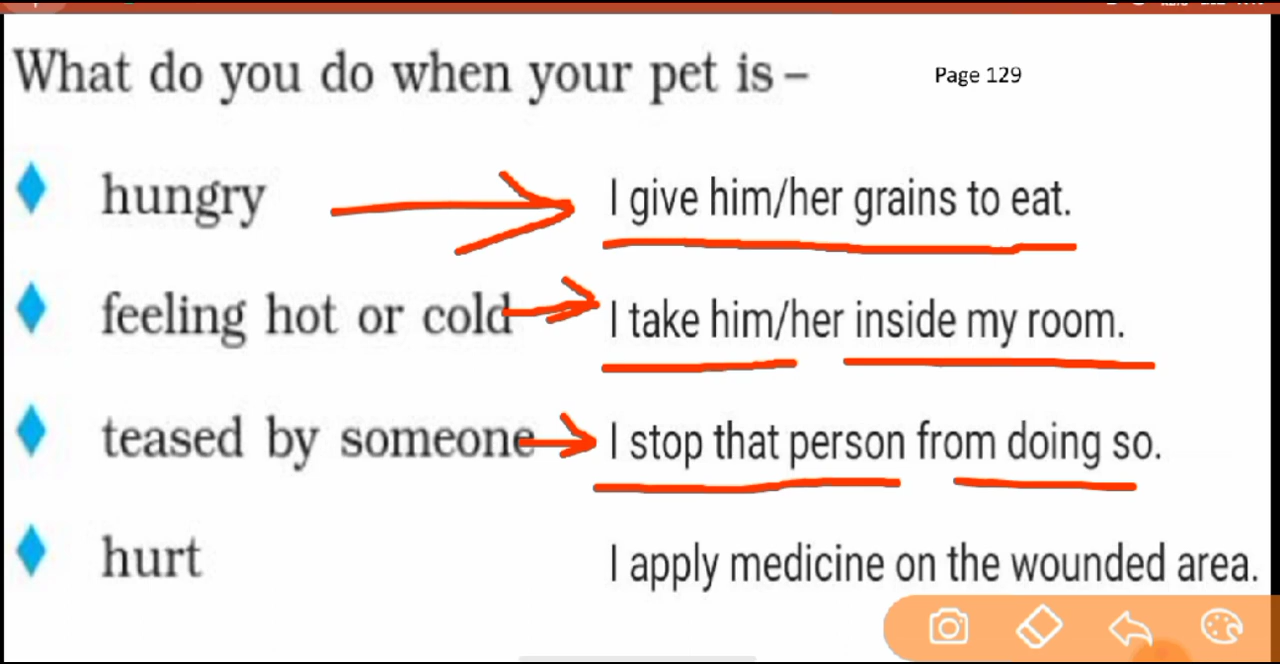 What do you do when your pet is –
Page 129
hungry
I give him/her grains to eat.
feeling hot or cold
I take him/her inside my room.
teased by someone
I stop that person from doing so.
hurt
I apply medicine on the wounded area.